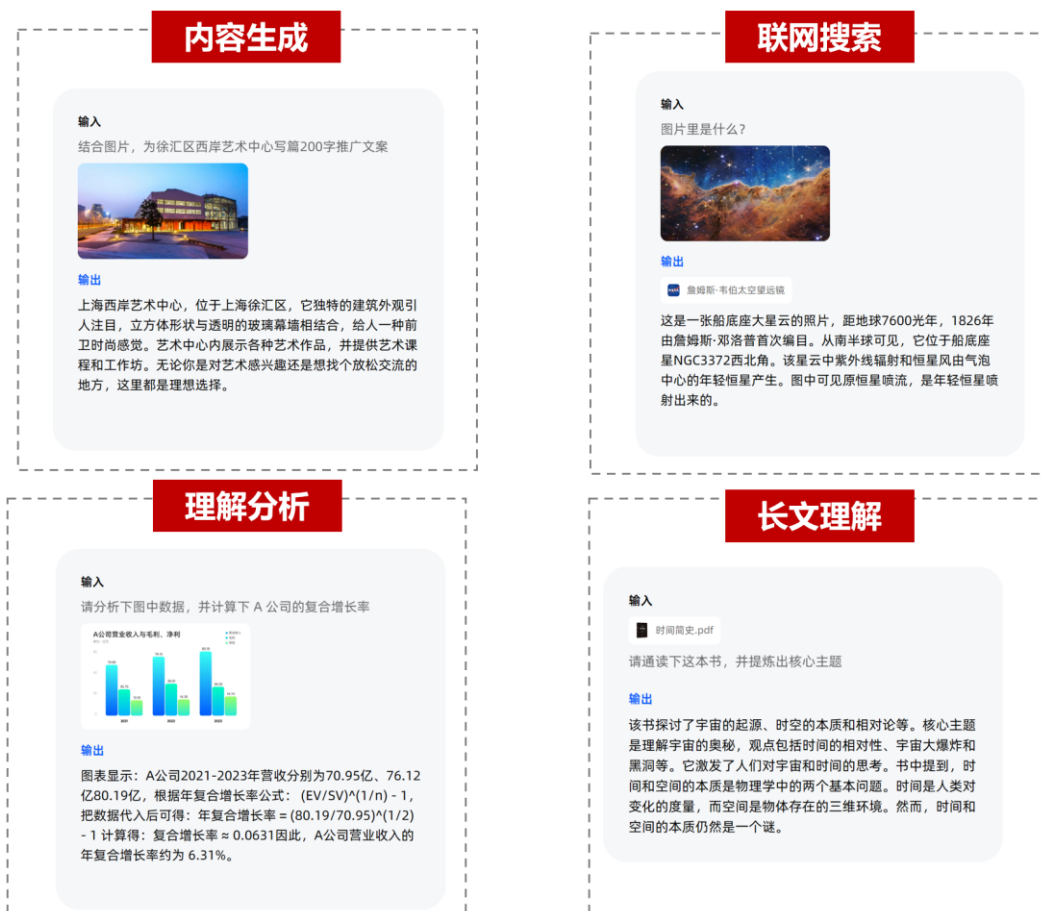 内容生成
输入
结合图片，为徐汇区西岸艺术中心写篇200字推广文案
输出
上海西岸艺术中心，位于上海徐汇区，它独特的建筑外观引
人注目，立方体形状与透明的玻璃幕墙相结合，给人一种前
卫时尚感觉。艺术中心内展示各种艺术作品，并提供艺术课
程和工作坊。无论你是对艺术感兴趣还是想找个放松交流的
地方，这里都是理想选择。
联网搜索
输入
图片里是什么？
输出
詹姆斯·韦伯太空望远镜
这是一张船底座大星云的照片，距地球7600光年，1826年
由詹姆斯·邓洛普首次编目。从南半球可见，它位于船底座
星NGC3372西北角。该星云中紫外线辐射和恒星风由气泡
中心的年轻恒星产生。图中可见原恒星喷流，是年轻恒星喷
射出来的。
理解分析
输入
请分析下图中数据，并计算下 A 公司的复合增长率
A公司营业收入与毛利、净利
2021
2022
2023
输出
图表显示：A公司2021-2023年营收分别为70.95亿、76.12
亿80.19亿，根据年复合增长率公式： (EV/SV)^(1/n) - 1，
把数据代入后可得：年复合增长率 = (80.19/70.95)^(1/2)
- 1 计算得：复合增长率 ≈ 0.0631因此，A公司营业收入的
年复合增长率约为 6.31%。
长文理解
输入
时间简史.pdf
请通读下这本书，并提炼出核心主题
输出
该书探讨了宇宙的起源、时空的本质和相对论等。核心主题
是理解宇宙的奥秘，观点包括时间的相对性、宇宙大爆炸和
黑洞等。它激发了人们对宇宙和时间的思考。书中提到，时
间和空间的本质是物理学中的两个基本问题。时间是人类对
变化的度量，而空间是物体存在的三维环境。然而，时间和
空间的本质仍然是一个谜。